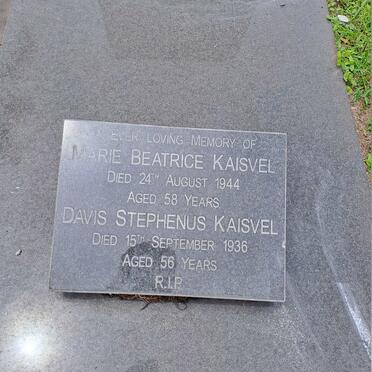 EVER LOVING MEMORY OF
MARIE BEATRICE KAISVEL
DIED 24TH AUGUST 1944
AGED 58 YEARS
DAVIS STEPHENUS KAISVEL
DIED 15TH SEPTEMBER 1936
AGED 56 YEARS
R.I.P